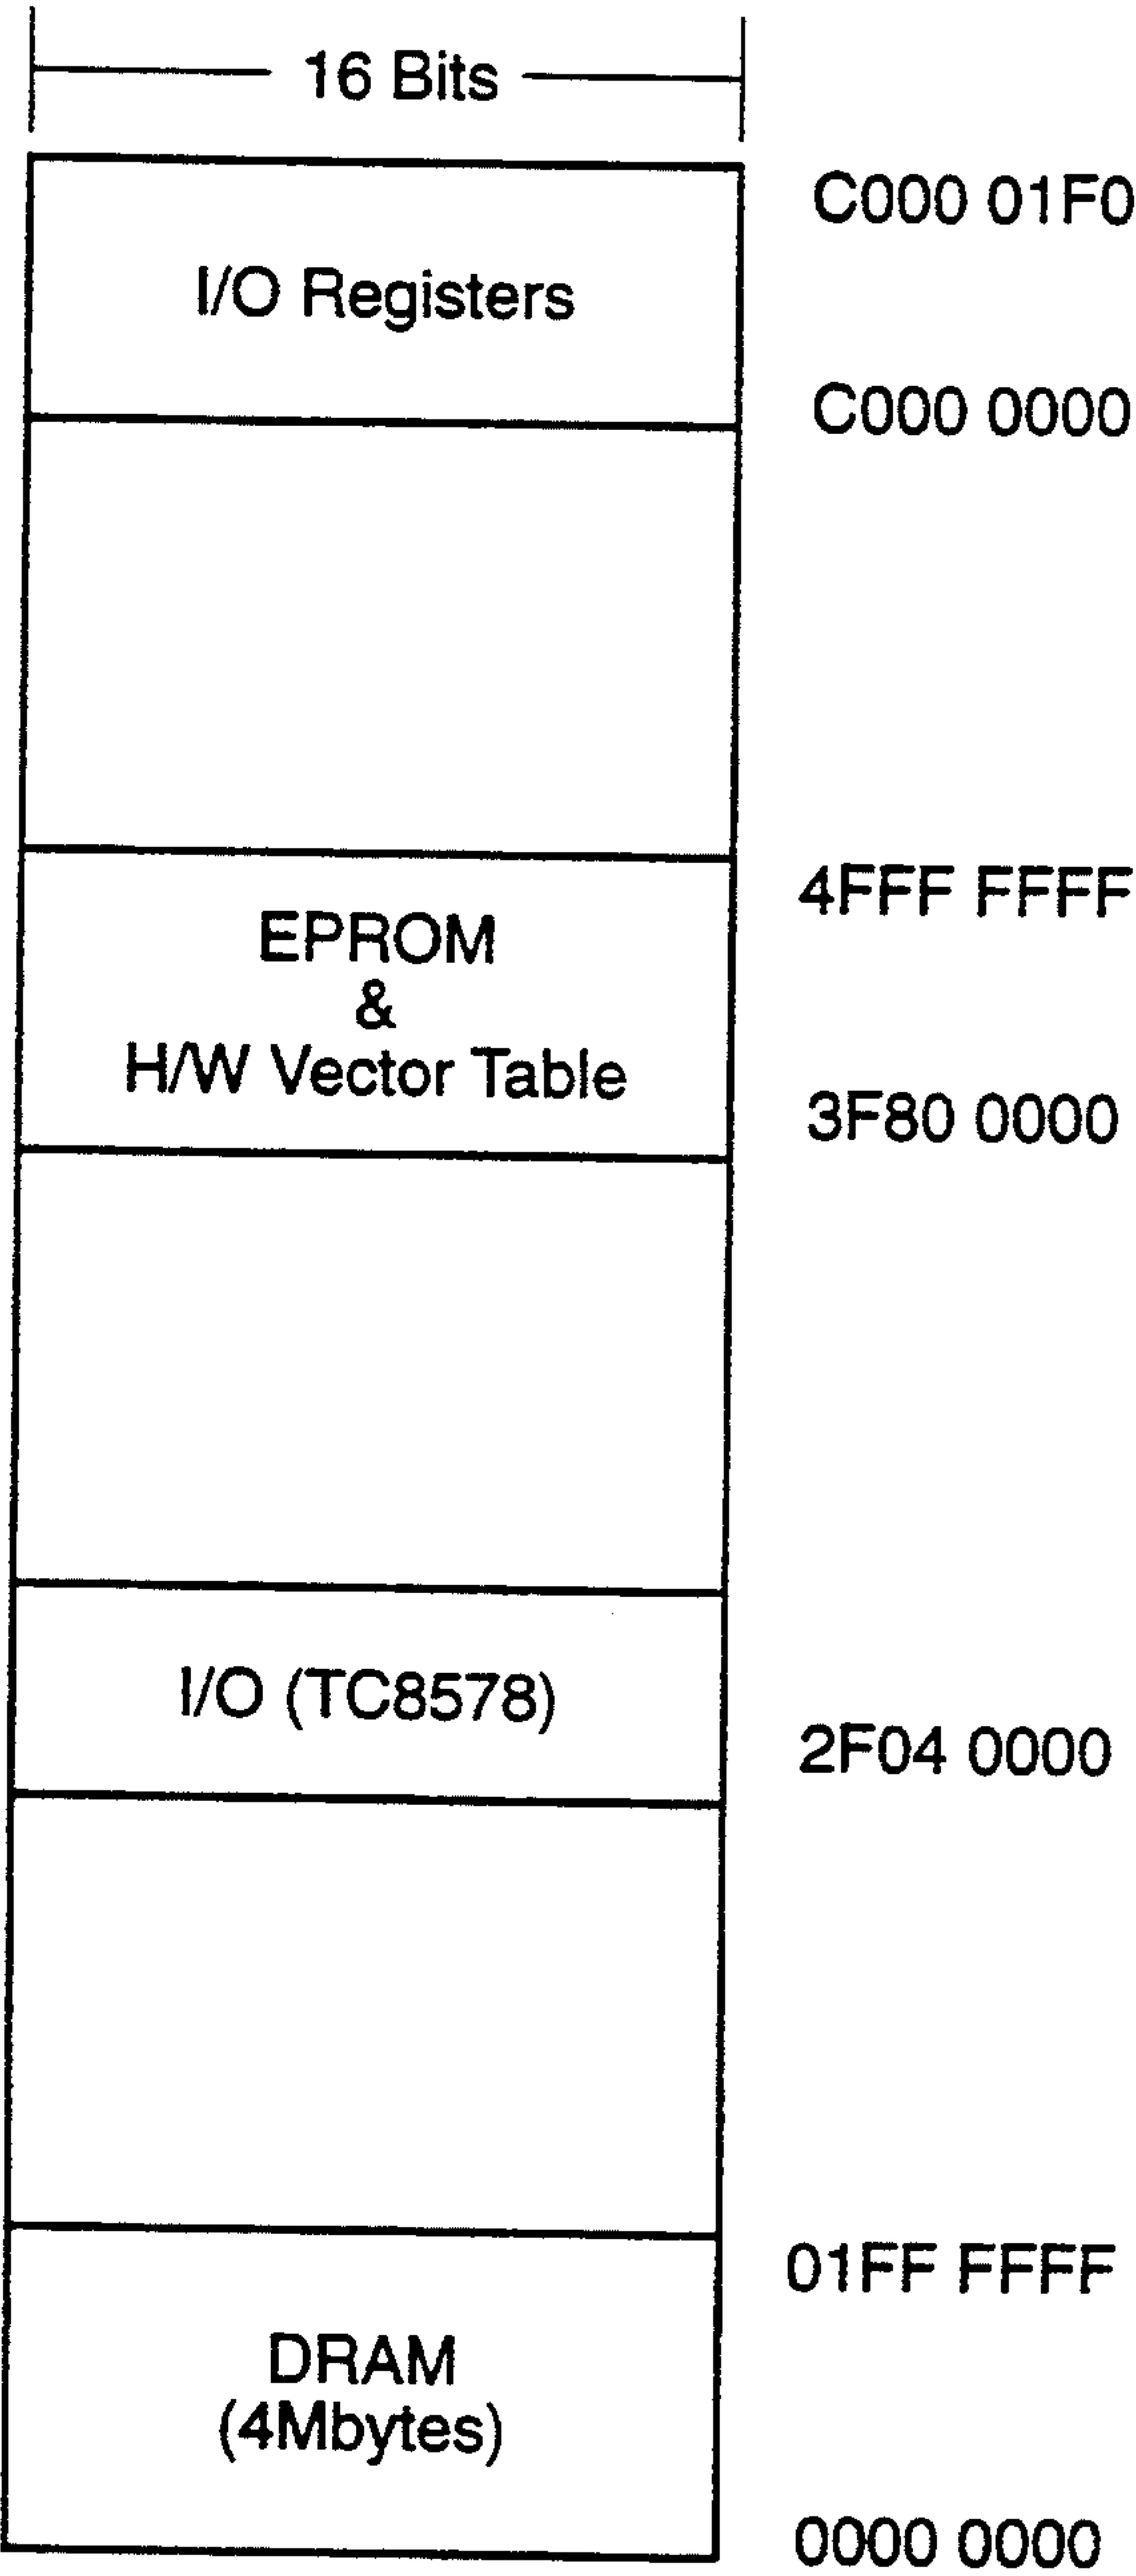 16 Bits
C000 01F0
I/O Registers
C000 0000
4FFF FFFF
EPROM
&
H/W Vector Table
3F80 0000
I/O (TC8578)
2F04 0000
01FF FFFF
DRAM
(4Mbytes)
0000 0000